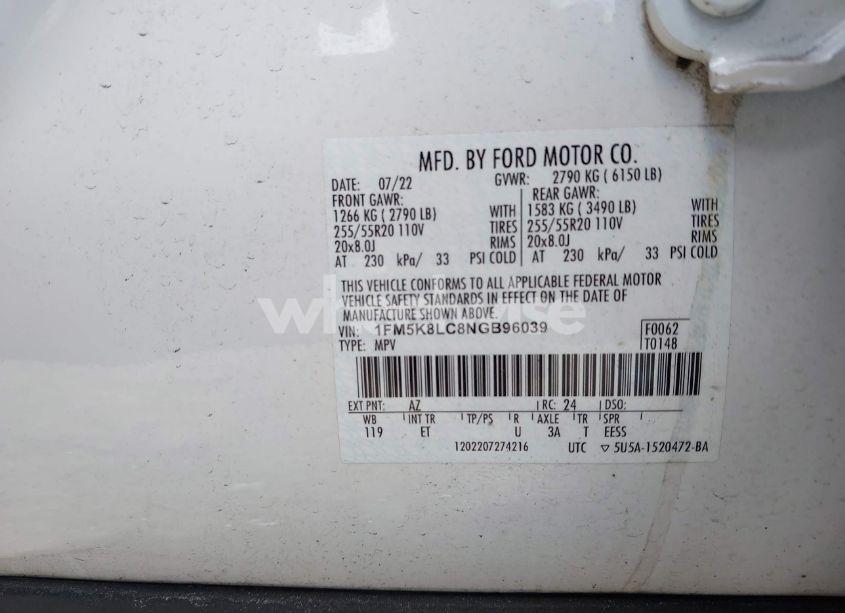 MFD. BY FORD MOTOR CO.
DATE: 07/22 GVWR: 2790 KG ( 6150 LB)
FRONT GAWR: REAR GAWR:
1266 KG ( 2790 LB) WITH 1583 KG ( 3490 LB) WITH
255/55R20 110V TIRES 255/55R20 110V TIRES
20x8.0J RIMS 20x8.0J RIMS
AT 230 kPa/ 33 PSI COLD AT 230 kPa/ 33 PSI COLD
THIS VEHICLE CONFORMS TO ALL APPLICABLE FEDERAL MOTOR
VEHICLE SAFETY STANDARDS IN EFFECT ON THE DATE OF
MANUFACTURE SHOWN ABOVE.
VIN: 1FM5K8LC8NGB96039 F0062
TYPE: MPV T0148
EXT PNT: AZ RC: 24 DSO:
WB INT TR TP/PS R AXLE TR SPR
119 ET U 3A T EESS
1202207274216 UTC ▽ 5U5A-1520472-BA